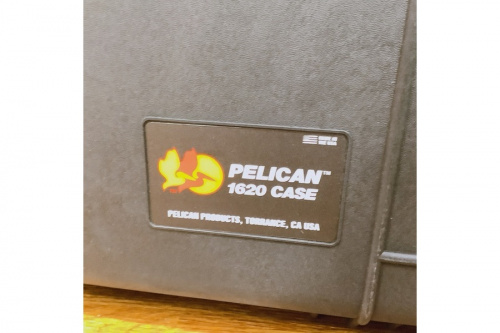 PELICAN™
1620 CASE
PELICAN PRODUCTS, TORRANCE, CA USA